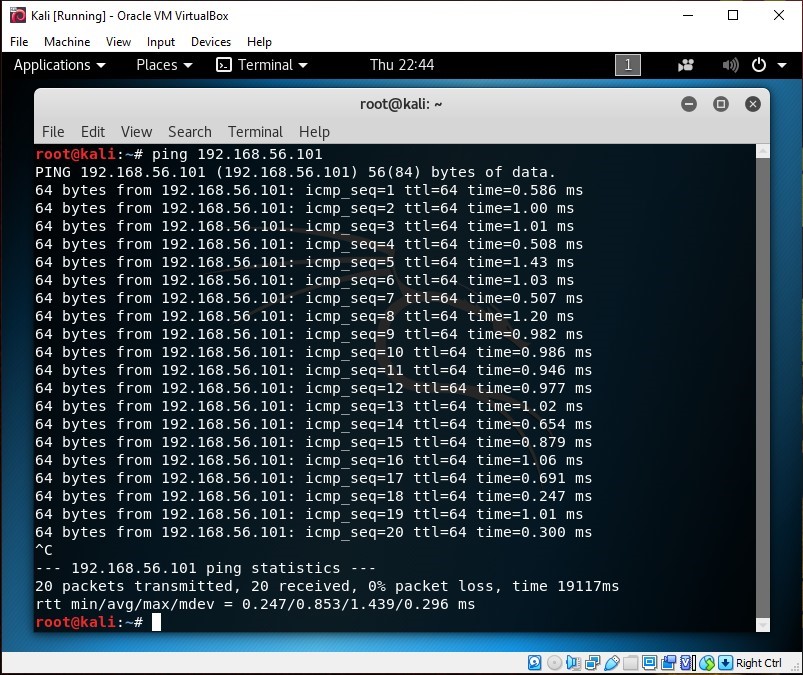 Kali [Running] - Oracle VM VirtualBox
File Machine View Input Devices Help
Applications Places Terminal Thu 22:44 1
root@kali: ~
File Edit View Search Terminal Help
root@kali:~# ping 192.168.56.101
PING 192.168.56.101 (192.168.56.101) 56(84) bytes of data.
64 bytes from 192.168.56.101: icmp_seq=1 ttl=64 time=0.586 ms
64 bytes from 192.168.56.101: icmp_seq=2 ttl=64 time=1.00 ms
64 bytes from 192.168.56.101: icmp_seq=3 ttl=64 time=1.01 ms
64 bytes from 192.168.56.101: icmp_seq=4 ttl=64 time=0.508 ms
64 bytes from 192.168.56.101: icmp_seq=5 ttl=64 time=1.43 ms
64 bytes from 192.168.56.101: icmp_seq=6 ttl=64 time=1.03 ms
64 bytes from 192.168.56.101: icmp_seq=7 ttl=64 time=0.507 ms
64 bytes from 192.168.56.101: icmp_seq=8 ttl=64 time=1.20 ms
64 bytes from 192.168.56.101: icmp_seq=9 ttl=64 time=0.982 ms
64 bytes from 192.168.56.101: icmp_seq=10 ttl=64 time=0.986 ms
64 bytes from 192.168.56.101: icmp_seq=11 ttl=64 time=0.946 ms
64 bytes from 192.168.56.101: icmp_seq=12 ttl=64 time=0.977 ms
64 bytes from 192.168.56.101: icmp_seq=13 ttl=64 time=1.02 ms
64 bytes from 192.168.56.101: icmp_seq=14 ttl=64 time=0.654 ms
64 bytes from 192.168.56.101: icmp_seq=15 ttl=64 time=0.879 ms
64 bytes from 192.168.56.101: icmp_seq=16 ttl=64 time=1.06 ms
64 bytes from 192.168.56.101: icmp_seq=17 ttl=64 time=0.691 ms
64 bytes from 192.168.56.101: icmp_seq=18 ttl=64 time=0.247 ms
64 bytes from 192.168.56.101: icmp_seq=19 ttl=64 time=1.01 ms
64 bytes from 192.168.56.101: icmp_seq=20 ttl=64 time=0.300 ms
^C
--- 192.168.56.101 ping statistics ---
20 packets transmitted, 20 received, 0% packet loss, time 19117ms
rtt min/avg/max/mdev = 0.247/0.853/1.439/0.296 ms
root@kali:~#
Right Ctrl